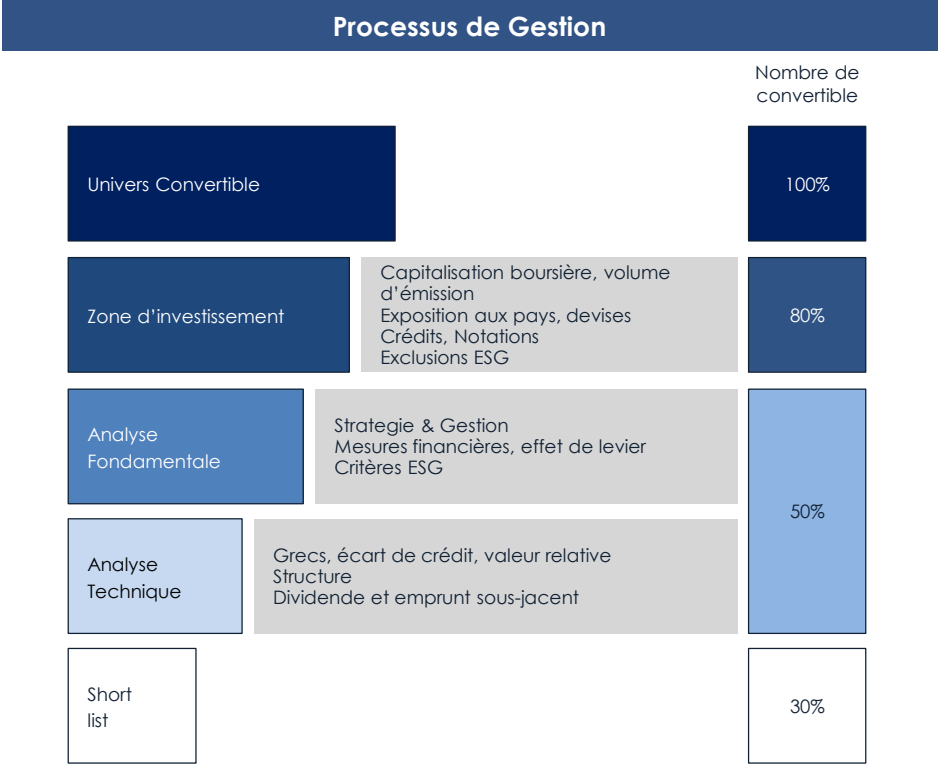 Processus de Gestion
Nombre de
convertible
Univers Convertible
100%
Zone d’investissement
Capitalisation boursière, volume
d’émission
Exposition aux pays, devises
Crédits, Notations
Exclusions ESG
80%
Analyse
Fondamentale
Strategie & Gestion
Mesures financières, effet de levier
Critères ESG
50%
Analyse
Technique
Grecs, écart de crédit, valeur relative
Structure
Dividende et emprunt sous-jacent
Short
list
30%